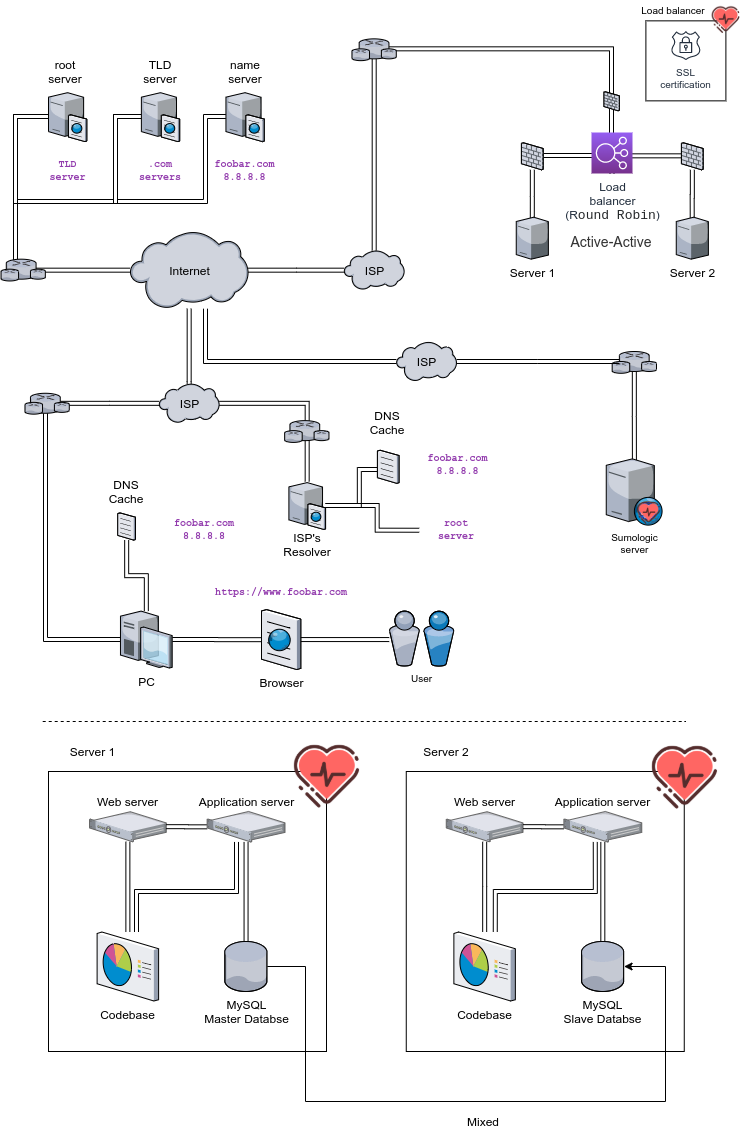 Load balancer
SSL
certification
root
server
TLD
server
name
server
TLD
server
.com
servers
foobar.com
8.8.8.8
Load
balancer
(Round Robin)
Active-Active
Server 1
Server 2
Internet
ISP
ISP
ISP
DNS
Cache
foobar.com
8.8.8.8
DNS
Cache
foobar.com
8.8.8.8
root
server
ISP's
Resolver
Sumologic
server
https://www.foobar.com
PC
Browser
User
Server 1
Web server
Application server
Codebase
MySQL
Master Databse
Server 2
Web server
Application server
Codebase
MySQL
Slave Databse
Mixed